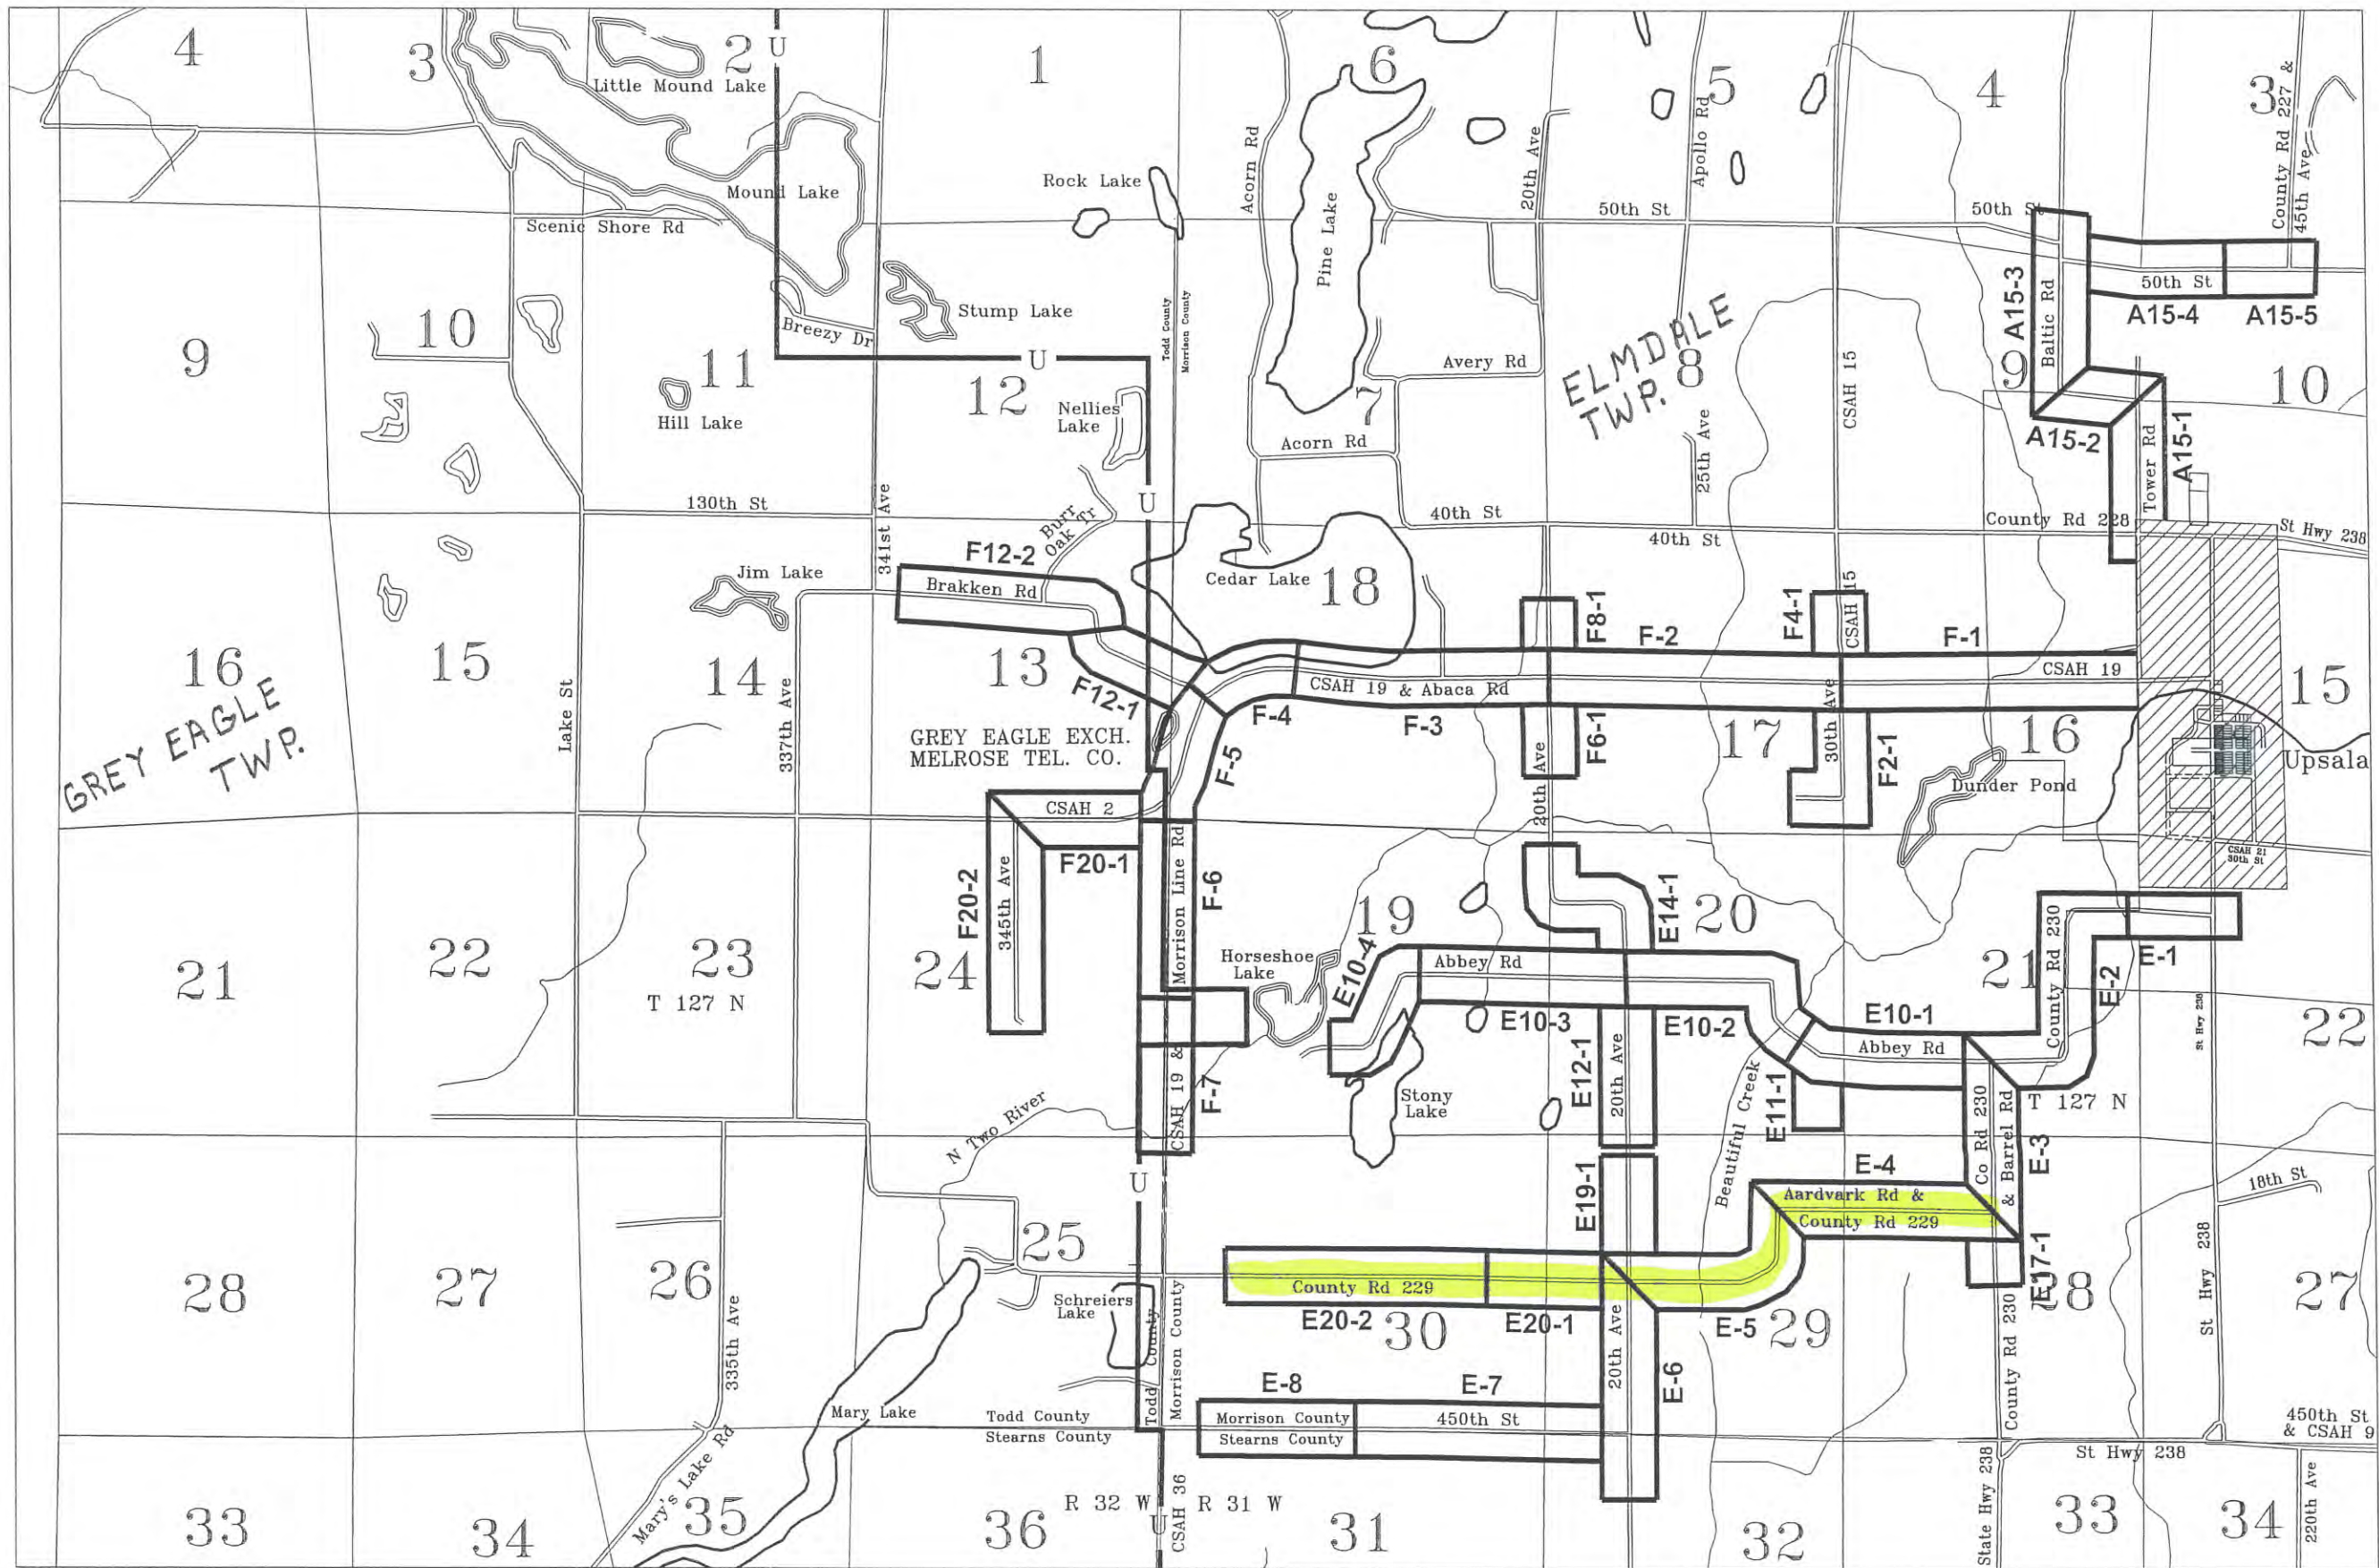 4
3
2
U
1
6
5
4
3
County Rd 227 &
45th Ave
Little Mound Lake
Mound Lake
Rock Lake
Acorn Rd
Pine Lake
20th Ave
Apollo Rd
50th St
50th St
Scenic Shore Rd
50th St
A15-3
Baltic Rd
A15-4
A15-5
9
10
11
12
U
Breezy Dr
Stump Lake
Todd County
Morrison County
Hill Lake
Nellies
Lake
7
Avery Rd
ELMDALE
TWP.
8
CSAH 15
9
10
A15-2
Tower Rd
A15-1
Acorn Rd
25th Ave
130th St
341st Ave
Burr
Oak Tr
U
40th St
40th St
County Rd 228
St Hwy 238
F12-2
Brakken Rd
Jim Lake
Cedar Lake
18
F8-1
F-2
F4-1
CSAH 15
F-1
CSAH 19
16
15
14
13
F12-1
CSAH 19 & Abaca Rd
F-4
F-3
F-5
F6-1
20th Ave
17
30th Ave
F2-1
16
15
Upsala
Dunder Pond
GREY EAGLE
TWP.
Lake St
337th Ave
GREY EAGLE EXCH.
MELROSE TEL. CO.
CSAH 2
F20-1
F20-2
345th Ave
Morrison Line Rd
F-6
CSAH 21
30th St
21
22
23
T 127 N
24
19
Horseshoe
Lake
E10-4
Abbey Rd
E14-1
20
21
County Rd 230
E-2
E-1
St Hwy 238
22
E10-3
E10-2
E10-1
Abbey Rd
CSAH 19 &
F-7
Stony
Lake
E12-1
20th Ave
Beautiful Creek
E11-1
Co Rd 230
& Barrel Rd
T 127 N
E-3
N Two River
U
E19-1
E-4
Aardvark Rd &
County Rd 229
18th St
St Hwy 238
28
27
26
25
335th Ave
Schreiers
Lake
County Rd 229
E20-2
30
E20-1
E-5
29
E17-1
28
27
County Rd 230
Todd County
Morrison County
20th Ave
E-6
E-8
E-7
Mary Lake
Todd County
Stearns County
Morrison County
Stearns County
450th St
450th St
& CSAH 9
St Hwy 238
Mary's Lake Rd
33
34
35
36
R 32 W
U
CSAH 36
R 31 W
31
32
State Hwy 238
33
34
220th Ave